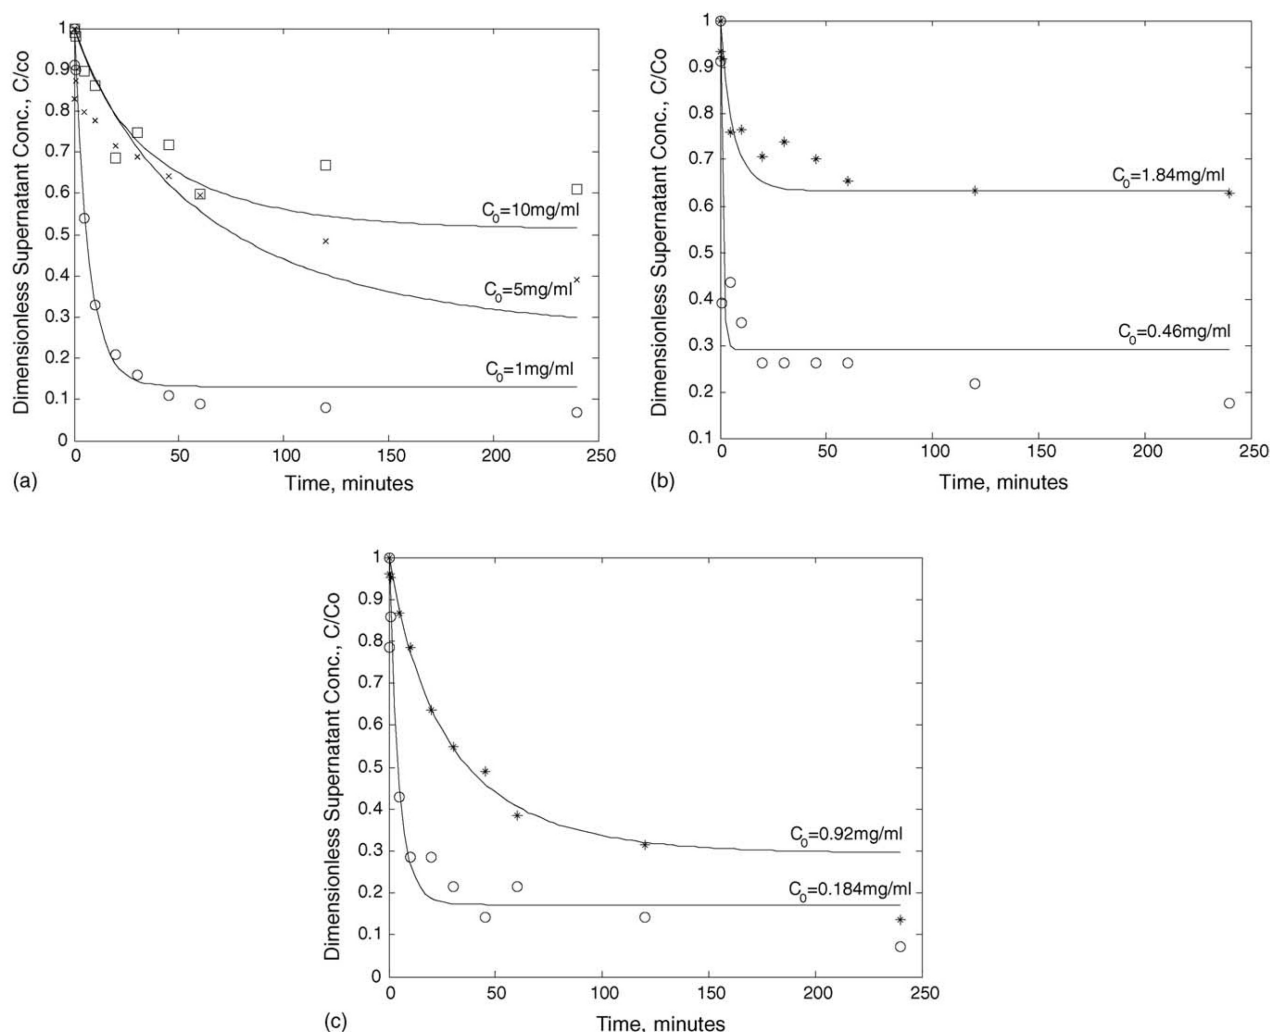 Dimensionless Supernatant Conc., C/co
1
0.9
0.8
0.7
0.6
0.5
0.4
0.3
0.2
0.1
0
C0=10mg/ml
C0=5mg/ml
C0=1mg/ml
0 50 100 150 200 250
Time, minutes
(a)
Dimensionless Supernatant Conc., C/Co
1
0.9
0.8
0.7
0.6
0.5
0.4
0.3
0.2
0.1
C0=1.84mg/ml
C0=0.46mg/ml
0 50 100 150 200 250
Time, minutes
(b)
Dimensionless Supernatant Conc., C/Co
1
0.9
0.8
0.7
0.6
0.5
0.4
0.3
0.2
0.1
0
C0=0.92mg/ml
C0=0.184mg/ml
0 50 100 150 200 250
Time, minutes
(c)